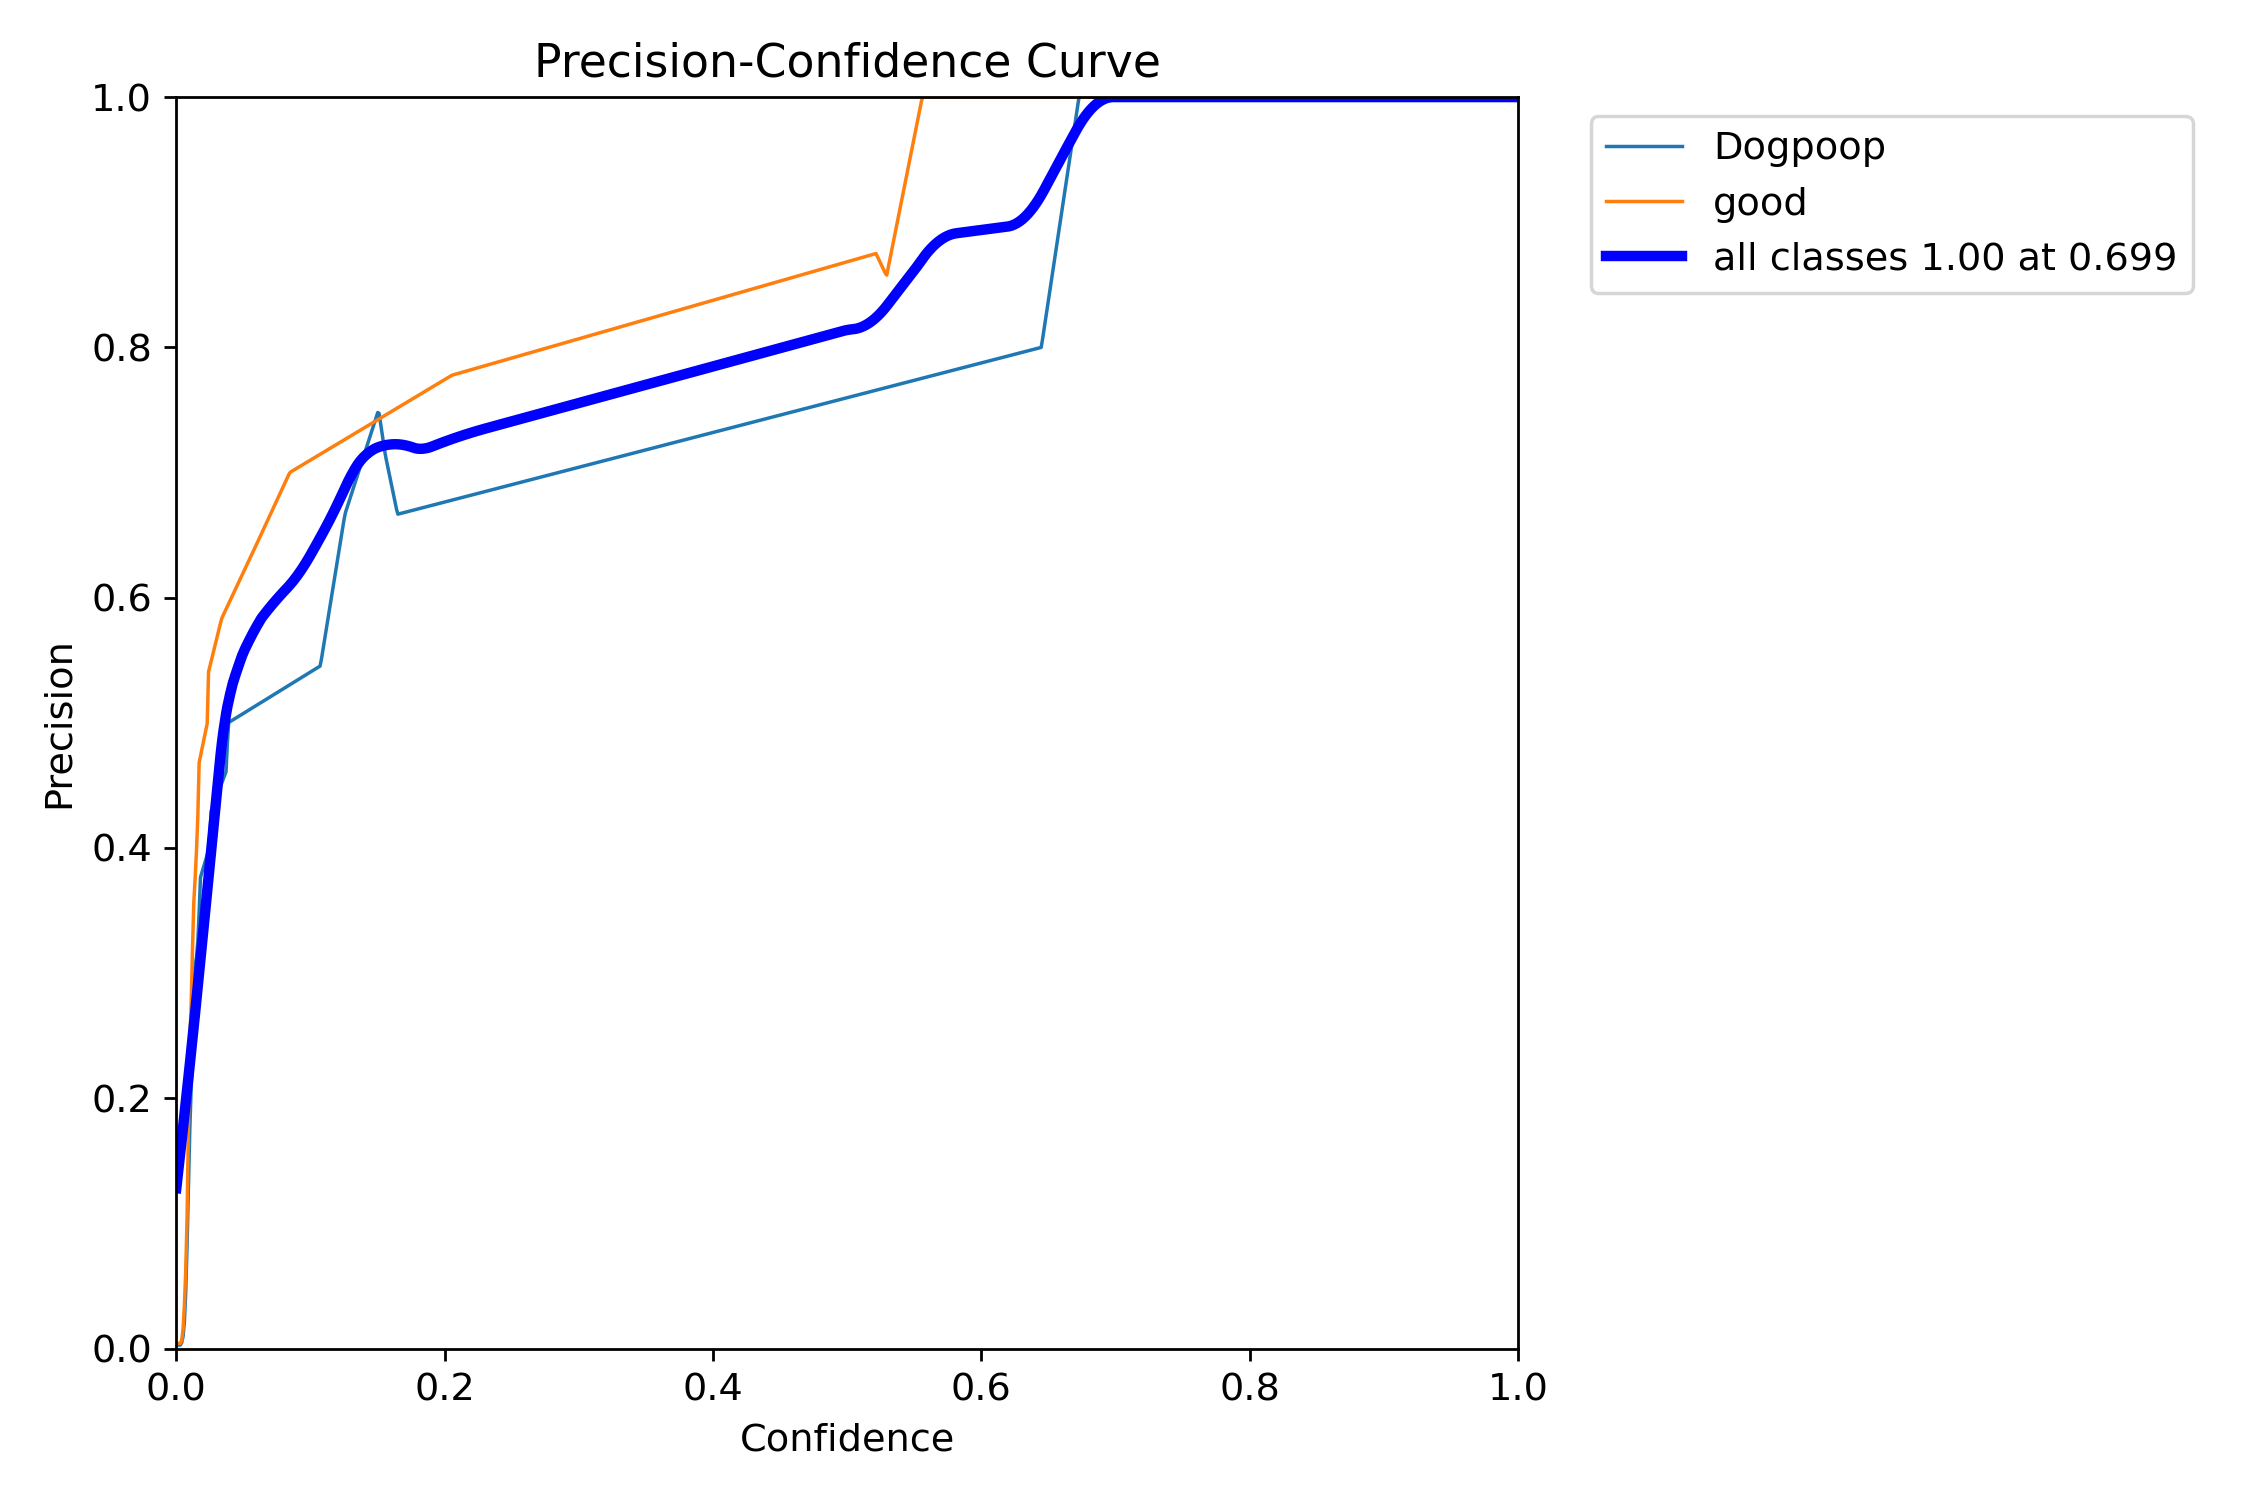 Precision-Confidence Curve
1.0
0.8
0.6
0.4
0.2
0.0
Precision
0.0 0.2 0.4 0.6 0.8 1.0
Confidence
Dogpoop
good
all classes 1.00 at 0.699